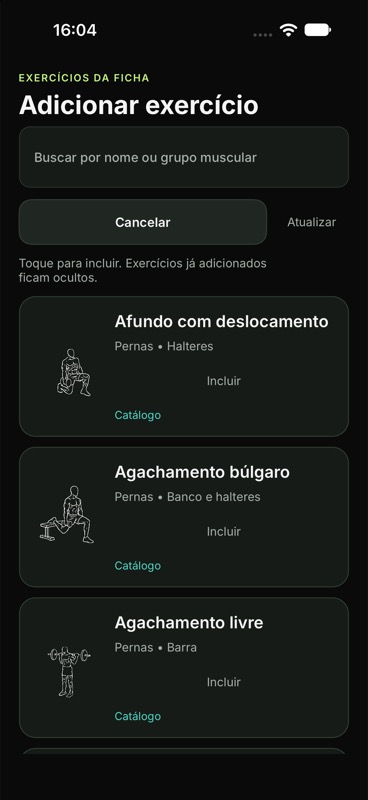 16:04
EXERCÍCIOS DA FICHA
Adicionar exercício
Buscar por nome ou grupo muscular
Cancelar
Atualizar
Toque para incluir. Exercícios já adicionados
ficam ocultos.
Afundo com deslocamento
Pernas • Halteres
Incluir
Catálogo
Agachamento búlgaro
Pernas • Banco e halteres
Incluir
Catálogo
Agachamento livre
Pernas • Barra
Incluir
Catálogo